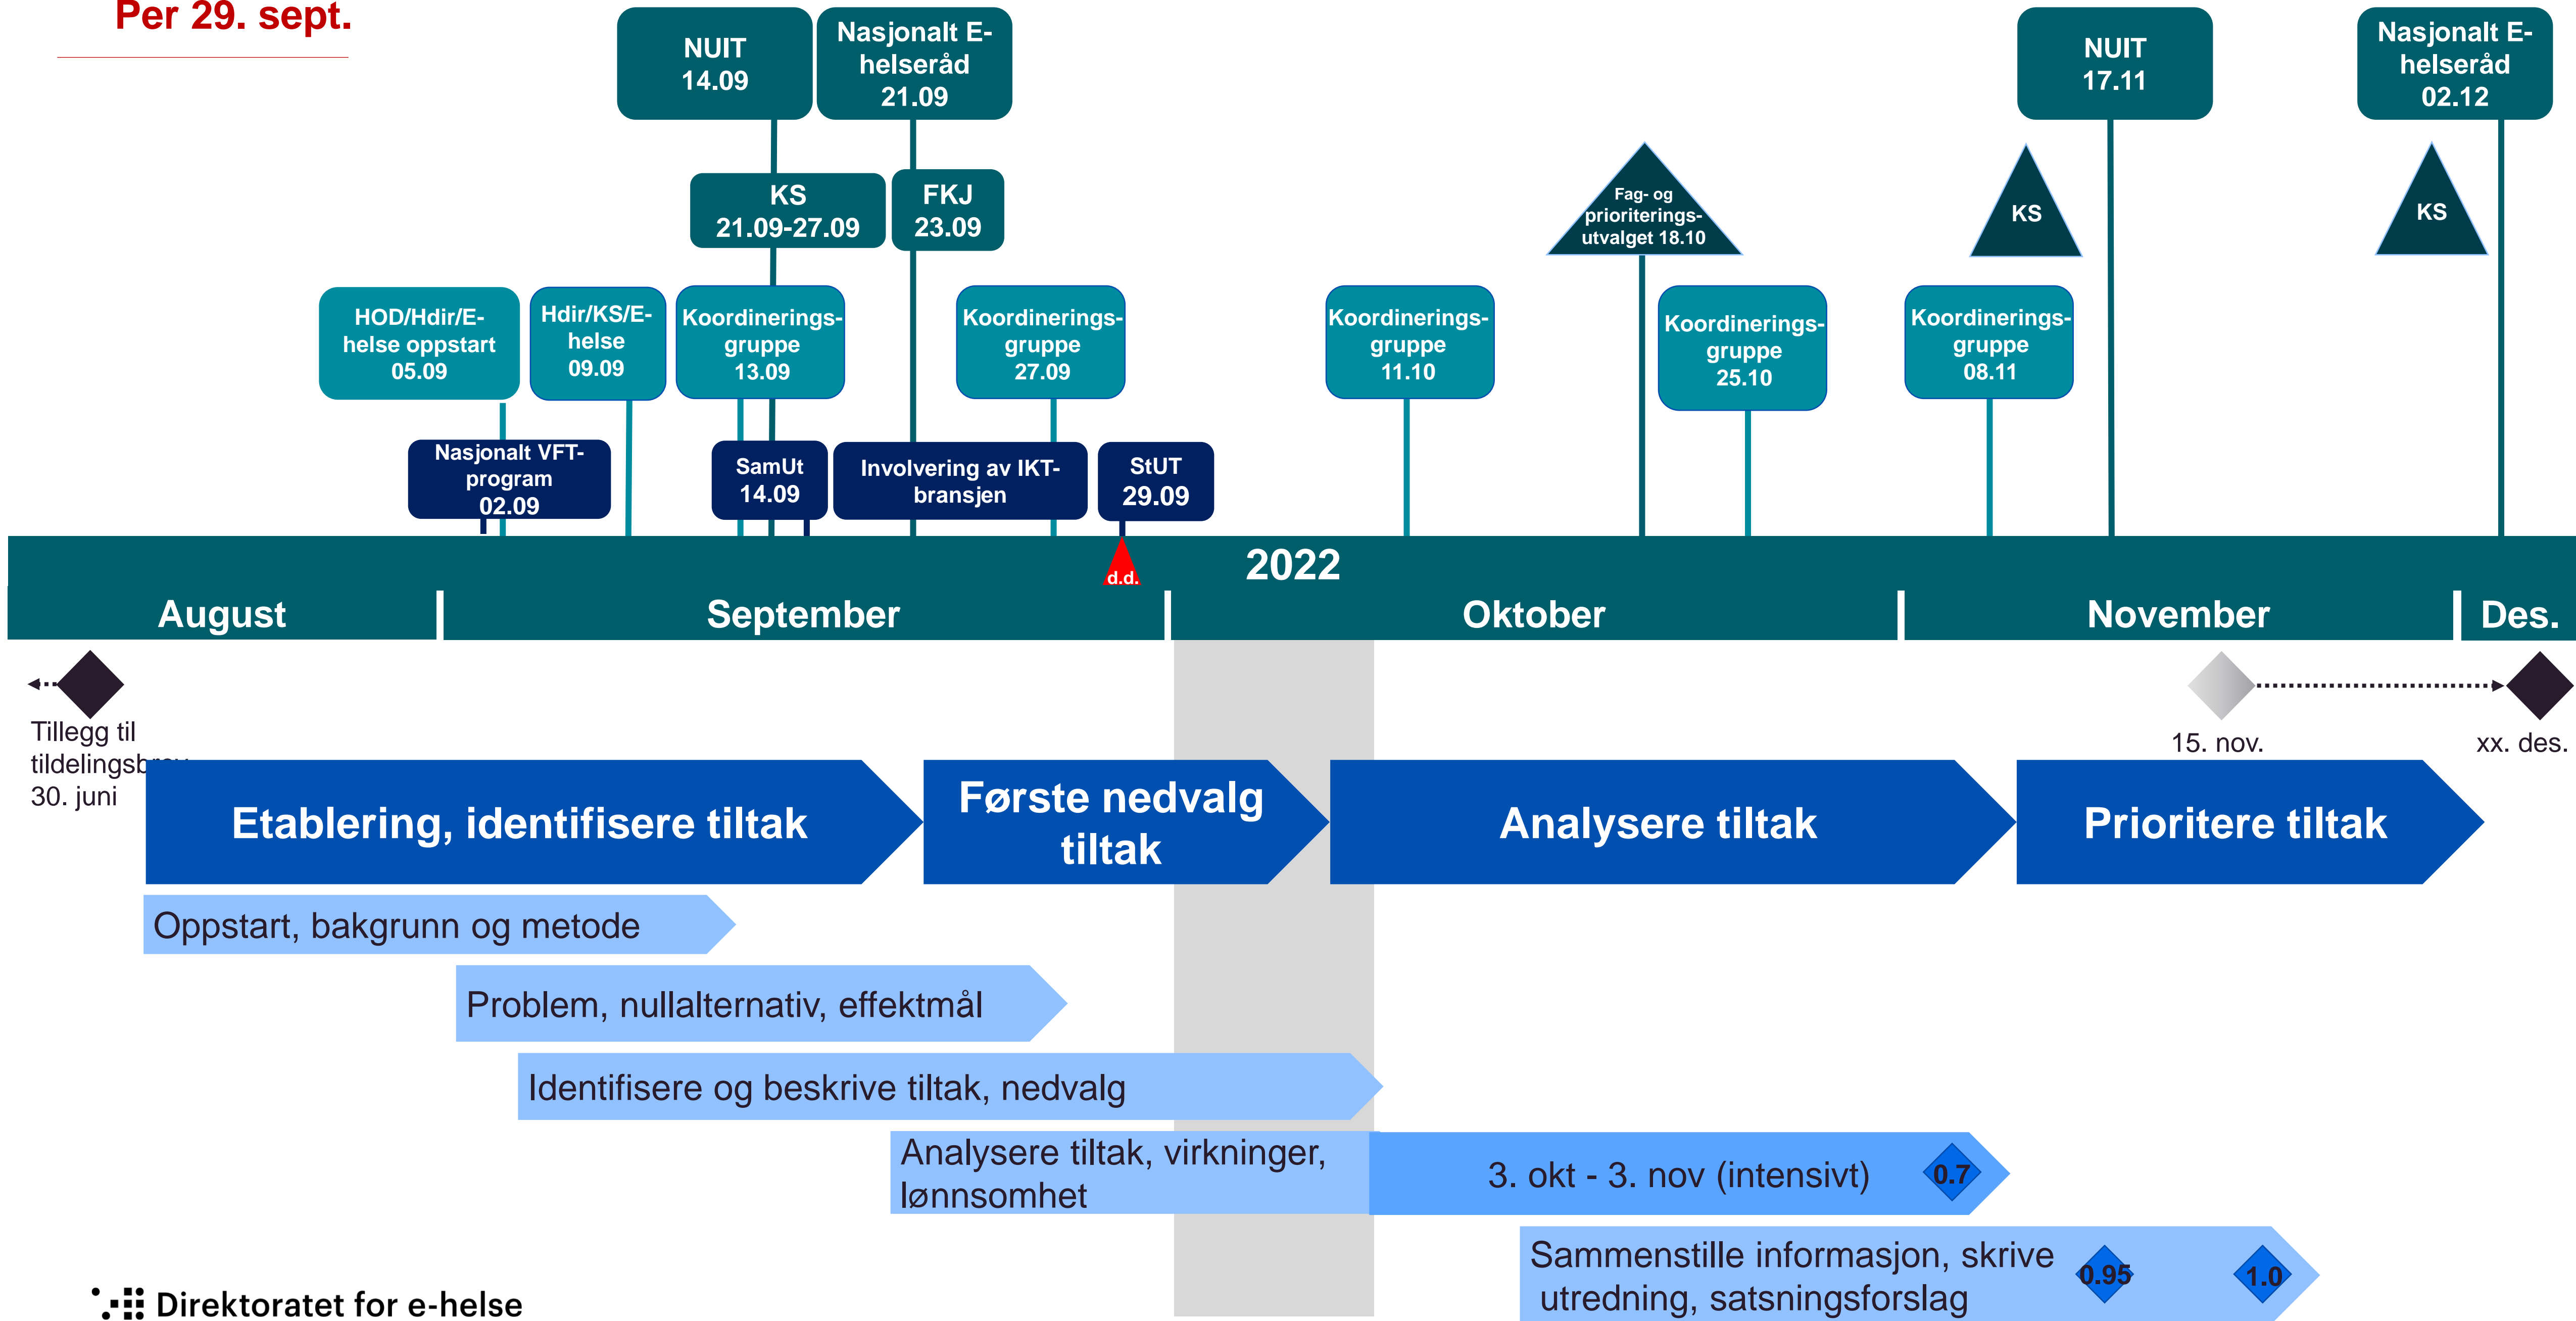 Per 29. sept.
NUIT
14.09
Nasjonalt E-
helseråd
21.09
NUIT
17.11
Nasjonalt E-
helseråd
02.12
KS
21.09-27.09
FKJ
23.09
Fag- og
prioriterings-
utvalget 18.10
KS
KS
HOD/Hdir/E-
helse oppstart
05.09
Hdir/KS/E-
helse
09.09
Koordinerings-
gruppe
13.09
Koordinerings-
gruppe
27.09
Koordinerings-
gruppe
11.10
Koordinerings-
gruppe
25.10
Koordinerings-
gruppe
08.11
Nasjonalt VFT-
program
02.09
SamUt
14.09
Involvering av IKT-
bransjen
StUT
29.09
d.d.
2022
August
September
Oktober
November
Des.
Tillegg til
tildelingsbrev
30. juni
15. nov.
xx. des.
Etablering, identifisere tiltak
Første nedvalg
tiltak
Analysere tiltak
Prioritere tiltak
Oppstart, bakgrunn og metode
Problem, nullalternativ, effektmål
Identifisere og beskrive tiltak, nedvalg
Analysere tiltak, virkninger,
lønnsomhet
3. okt - 3. nov (intensivt)
0.7
Sammenstille informasjon, skrive
utredning, satsningsforslag
0.95
1.0
Direktoratet for e-helse